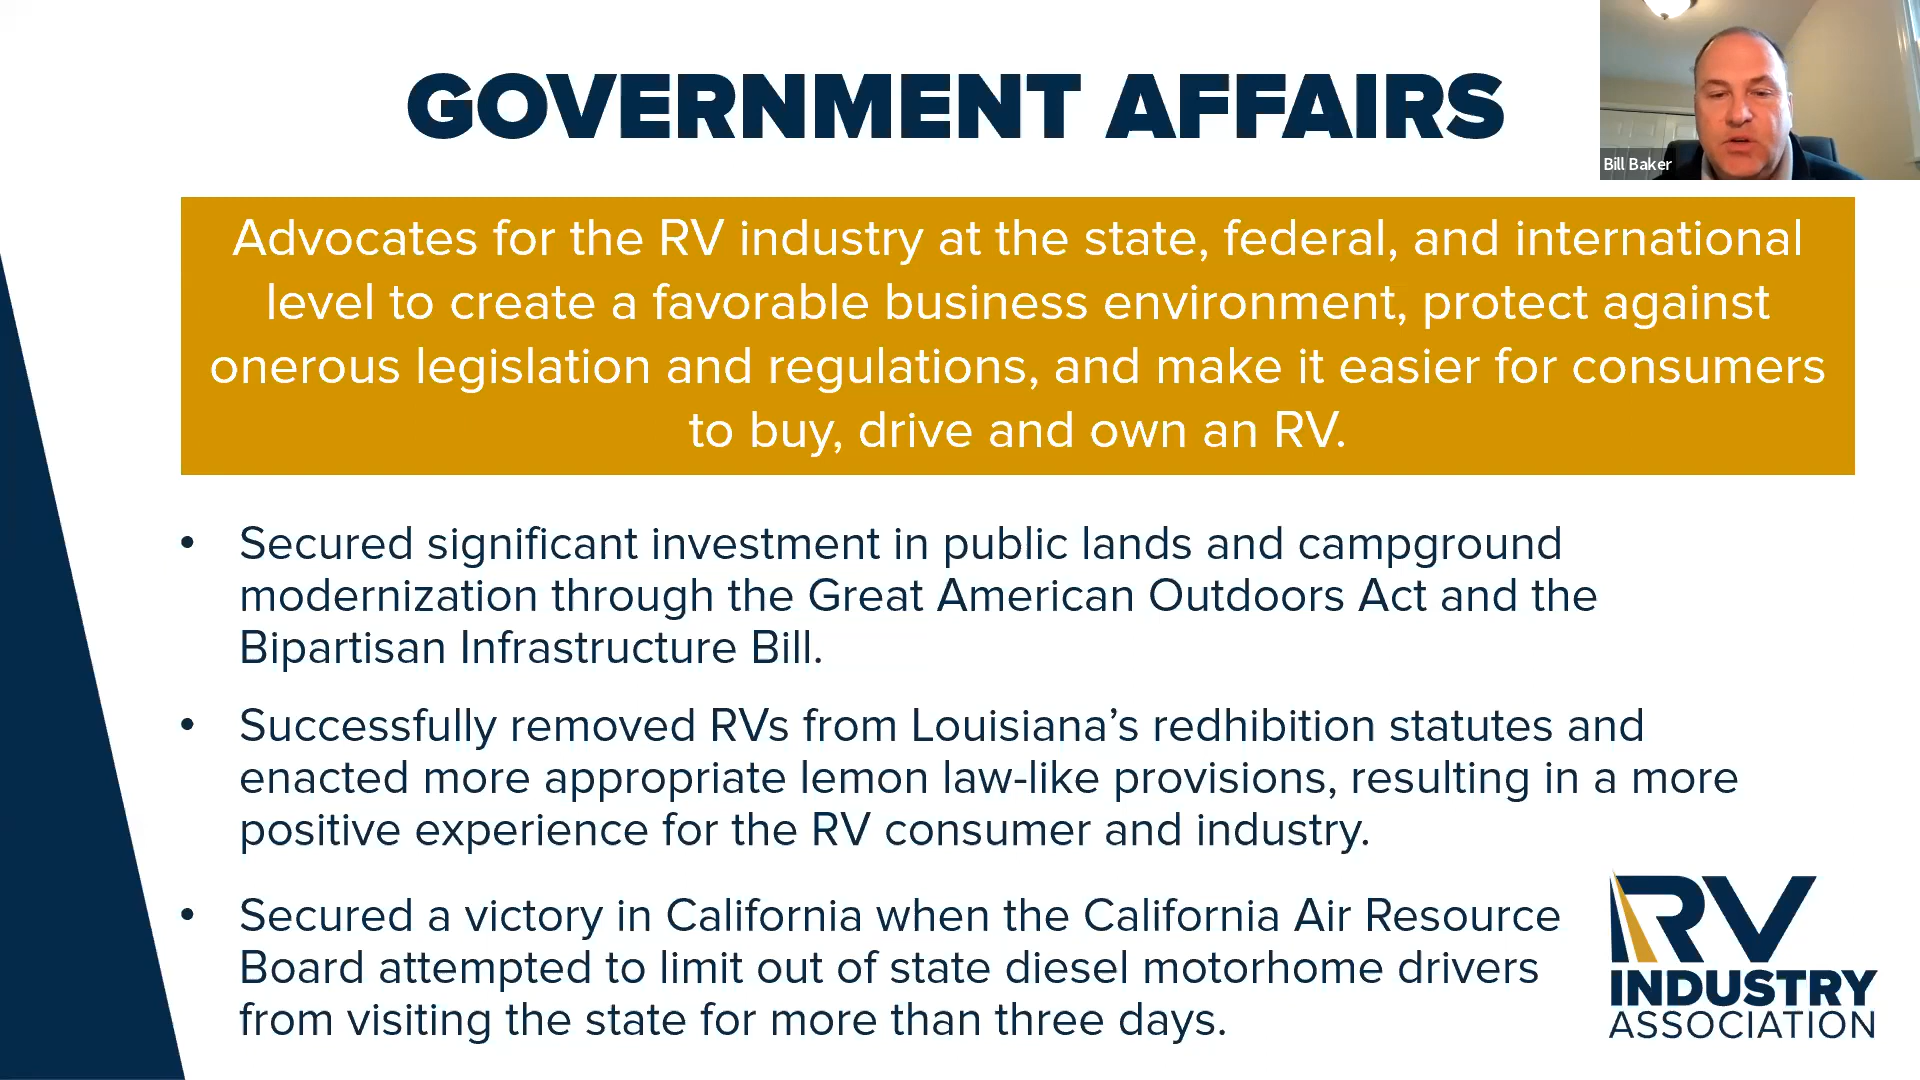 GOVERNMENT AFFAIRS
Bill Baker
Advocates for the RV industry at the state, federal, and international
level to create a favorable business environment, protect against
onerous legislation and regulations, and make it easier for consumers
to buy, drive and own an RV.
• Secured significant investment in public lands and campground
modernization through the Great American Outdoors Act and the
Bipartisan Infrastructure Bill.
• Successfully removed RVs from Louisiana’s redhibition statutes and
enacted more appropriate lemon law-like provisions, resulting in a more
positive experience for the RV consumer and industry.
• Secured a victory in California when the California Air Resource
Board attempted to limit out of state diesel motorhome drivers
from visiting the state for more than three days.
RV
INDUSTRY
ASSOCIATION